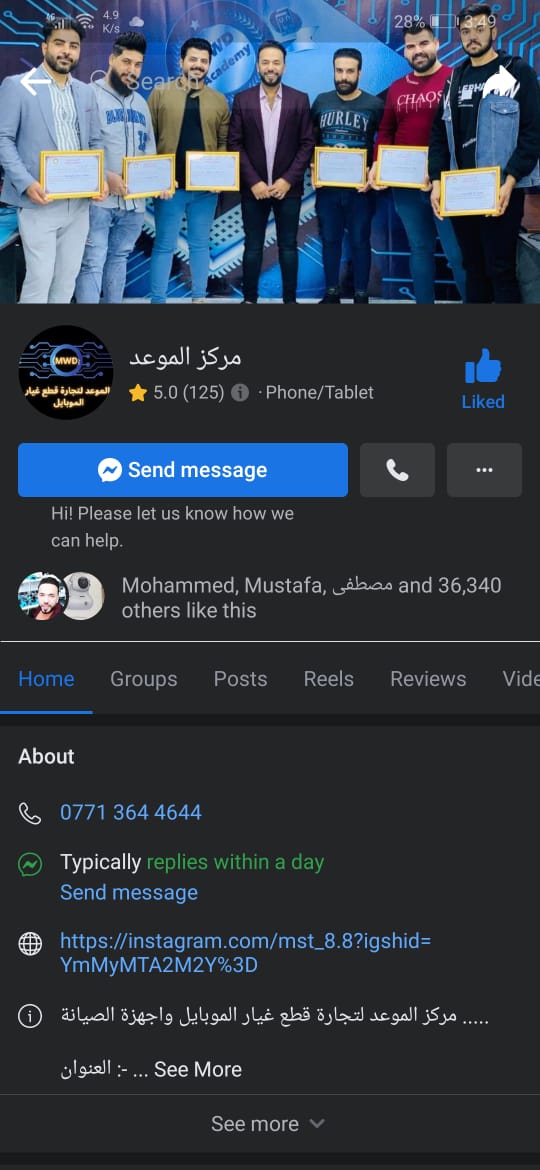 4G
4.9
K/s
28%
3:49
Search
WD
Academy
BLUE
HURLEY
CHAOS
مركز الموعد
MWD
الموعد لتجارة قطع غيار
الموبايل
5.0 (125) · Phone/Tablet
Liked
Send message
Hi! Please let us know how we
can help.
Mohammed, Mustafa, مصطفى and 36,340
others like this
Home Groups Posts Reels Reviews Vide
About
0771 364 4644
Typically replies within a day
Send message
https://instagram.com/mst_8.8?igshid=
YmMyMTA2M2Y%3D
مركز الموعد لتجارة قطع غيار الموبايل واجهزة الصيانة .....
العنوان :- ... See More
See more